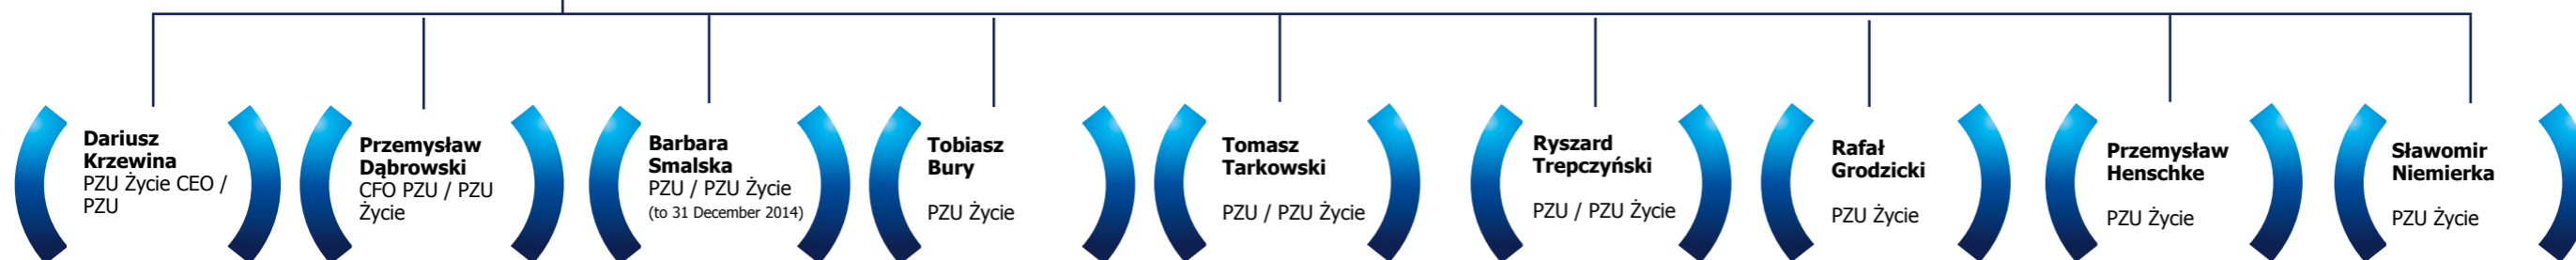 Dariusz
Krzewina
PZU Życie CEO /
PZU
Przemysław
Dąbrowski
CFO PZU / PZU
Życie
Barbara
Smalska
PZU / PZU Życie
(to 31 December 2014)
Tobiasz
Bury
PZU Życie
Tomasz
Tarkowski
PZU / PZU Życie
Ryszard
Trepczyński
PZU / PZU Życie
Rafał
Grodzicki
PZU Życie
Przemysław
Henschke
PZU Życie
Sławomir
Niemierka
PZU Życie